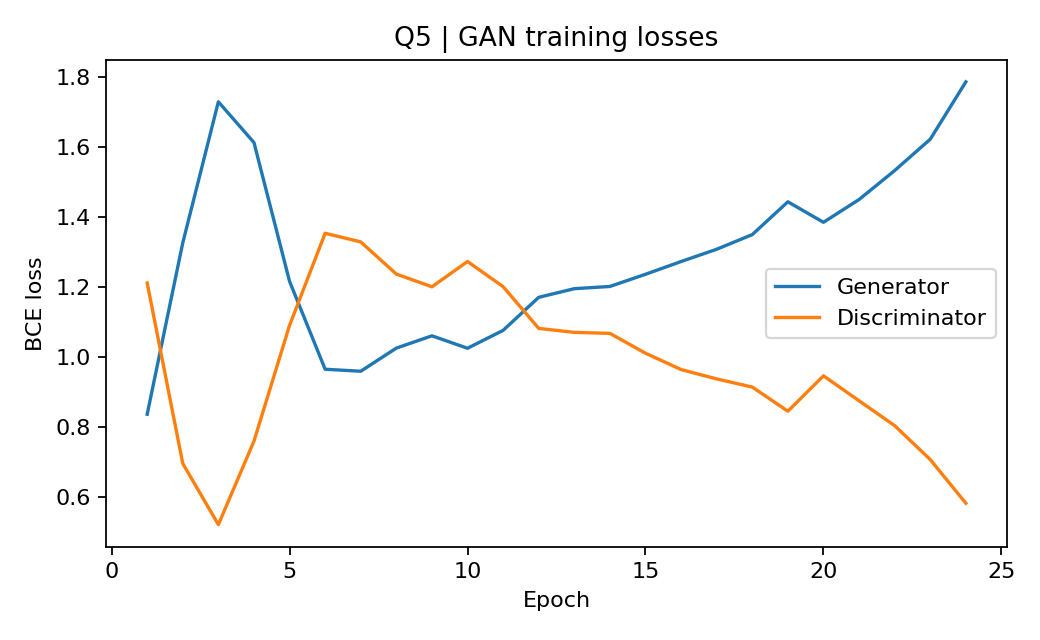 Q5 | GAN training losses
BCE loss
1.8
1.6
1.4
1.2
1.0
0.8
0.6
Generator
Discriminator
0 5 10 15 20 25
Epoch